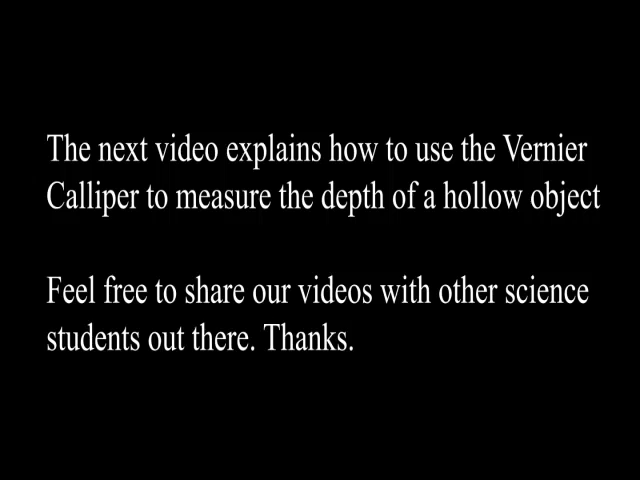 The next video explains how to use the Vernier
Calliper to measure the depth of a hollow object
Feel free to share our videos with other science
students out there. Thanks.